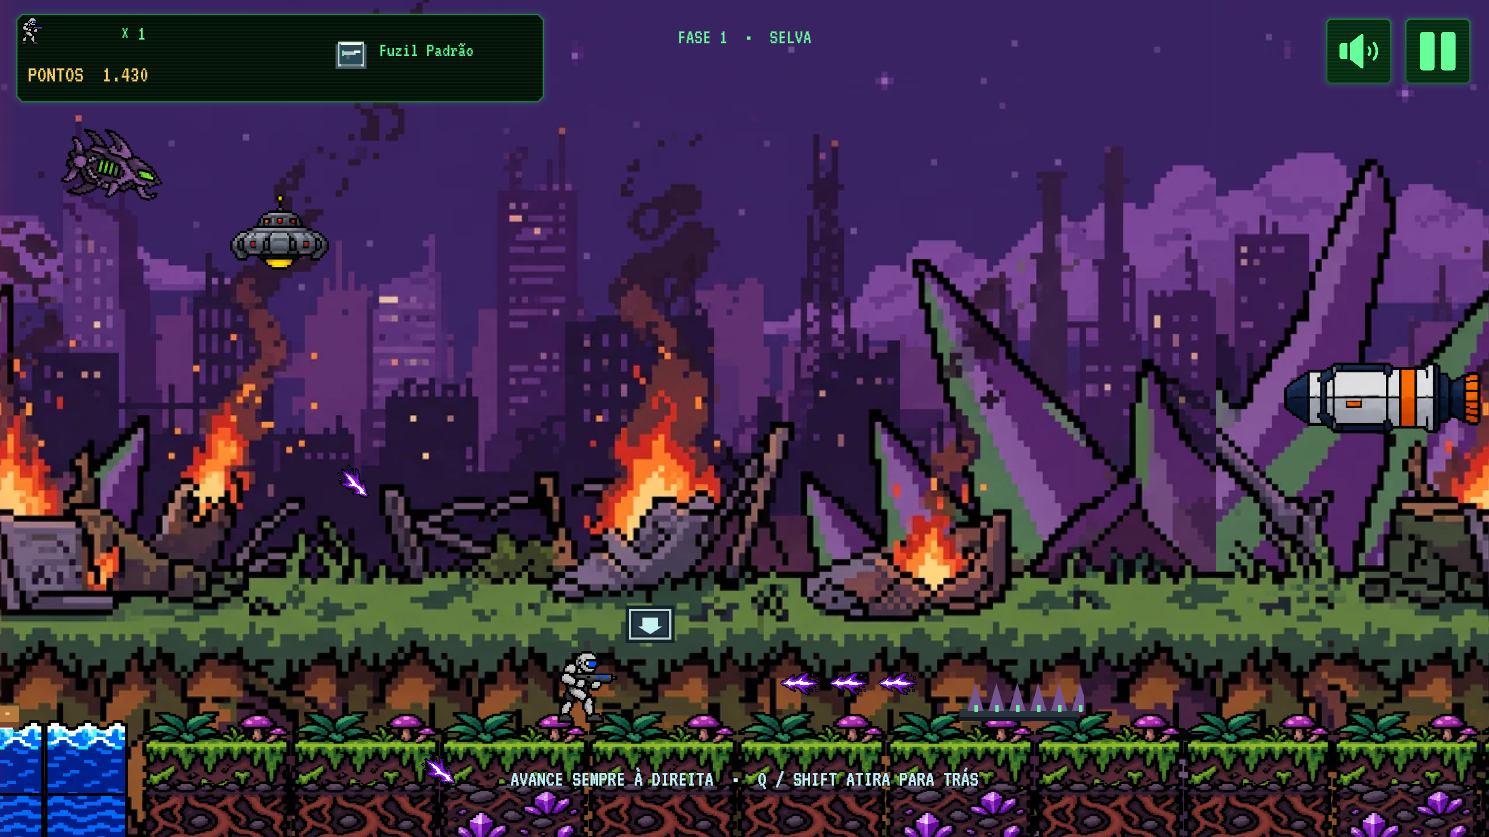 X 1
Fuzil Padrão
PONTOS 1.430
FASE 1 · SELVA
AVANCE SEMPRE À DIREITA · Q / SHIFT ATIRA PARA TRÁS